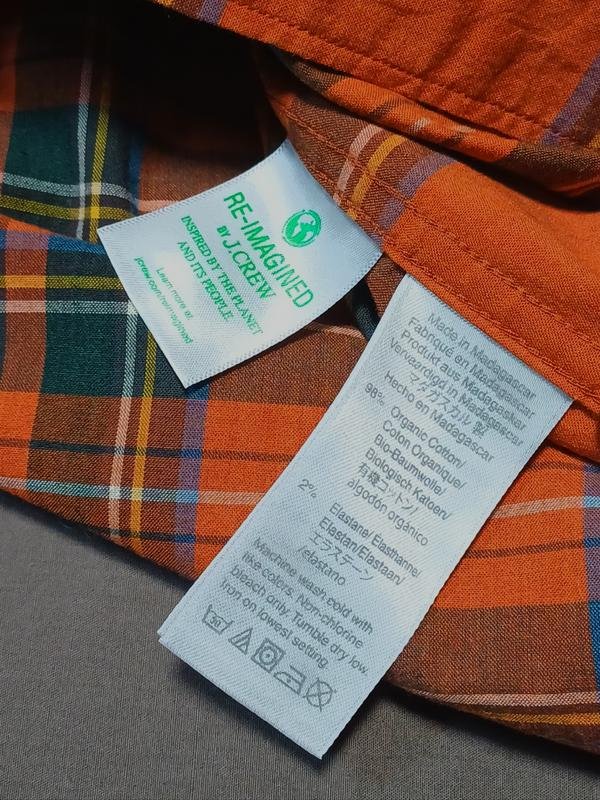 RE-IMAGINED
BY J.CREW
INSPIRED BY THE PLANET
AND ITS PEOPLE
Learn more at
jcrew.com/re-imagined
Made in Madagascar
Fabriqué en Madagascar
Produkt aus Madagaskar
Vervaardigd in Madagascar
マダガスカル 製
Hecho en Madagascar
98% Organic Cotton/
Coton Organique/
Bio-Baumwolle/
Biologisch Katoen/
有機コットン/
algodón orgánico
2% Elastane/ Elasthanne/
Elastan/Elastaan/
エラステーン
/elastano
Machine wash cold with
like colors. Non-chlorine
bleach only. Tumble dry low.
Iron on lowest setting.
30